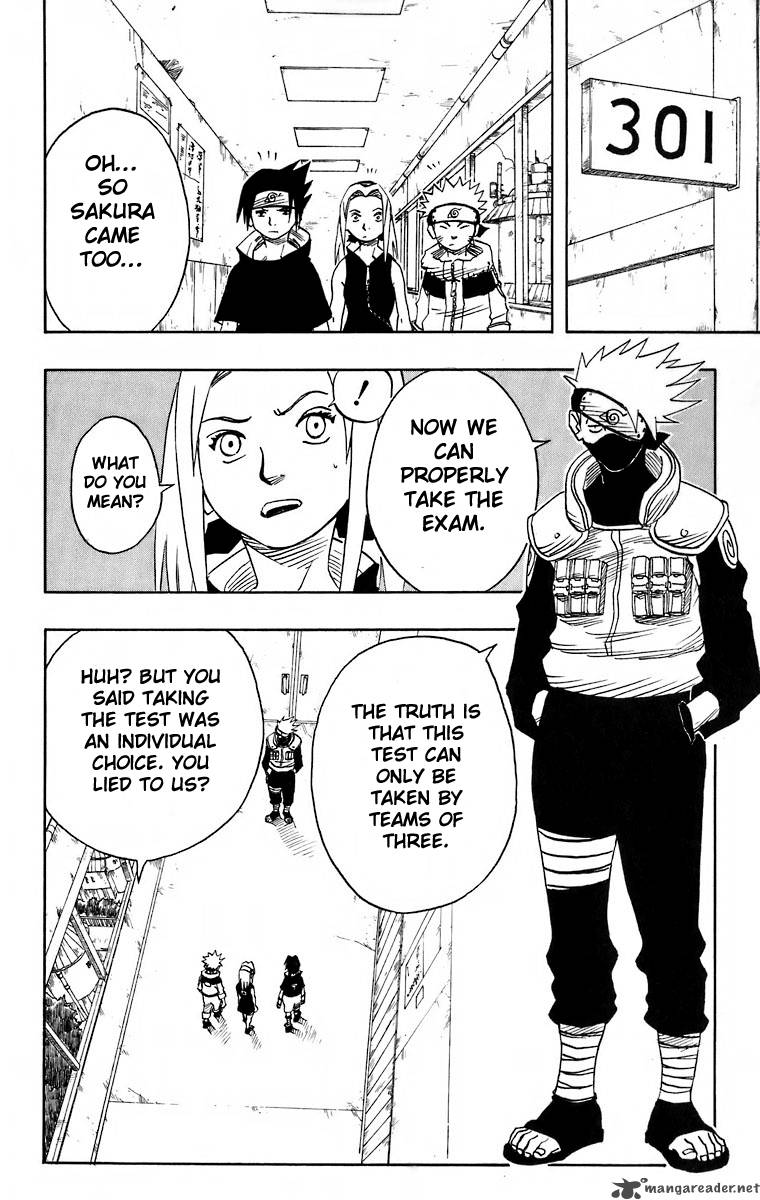 301
OH...
SO
SAKURA
CAME
TOO...
NOW WE
CAN
PROPERLY
TAKE THE
EXAM.
!
WHAT
DO YOU
MEAN?
THE TRUTH IS
THAT THIS
TEST CAN
ONLY BE
TAKEN BY
TEAMS OF
THREE.
HUH? BUT YOU
SAID TAKING
THE TEST WAS
AN INDIVIDUAL
CHOICE. YOU
LIED TO US?
mangareader.net